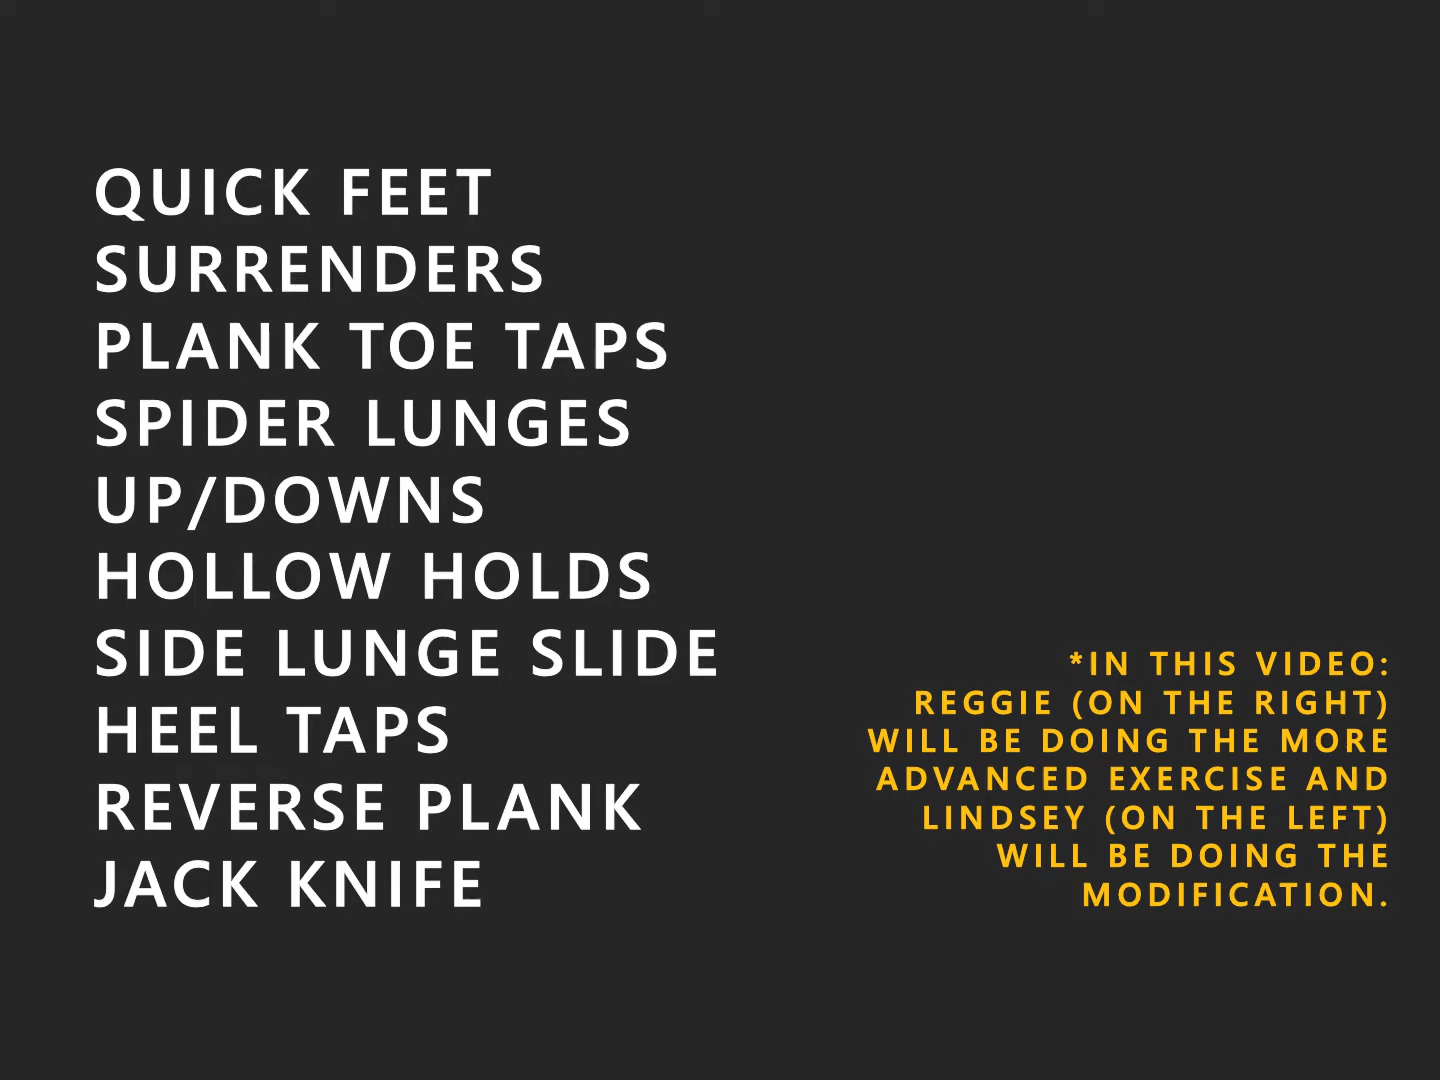 QUICK FEET
SURRENDERS
PLANK TOE TAPS
SPIDER LUNGES
UP/DOWNS
HOLLOW HOLDS
SIDE LUNGE SLIDE
HEEL TAPS
REVERSE PLANK
JACK KNIFE
*IN THIS VIDEO:
REGGIE (ON THE RIGHT)
WILL BE DOING THE MORE
ADVANCED EXERCISE AND
LINDSEY (ON THE LEFT)
WILL BE DOING THE
MODIFICATION.